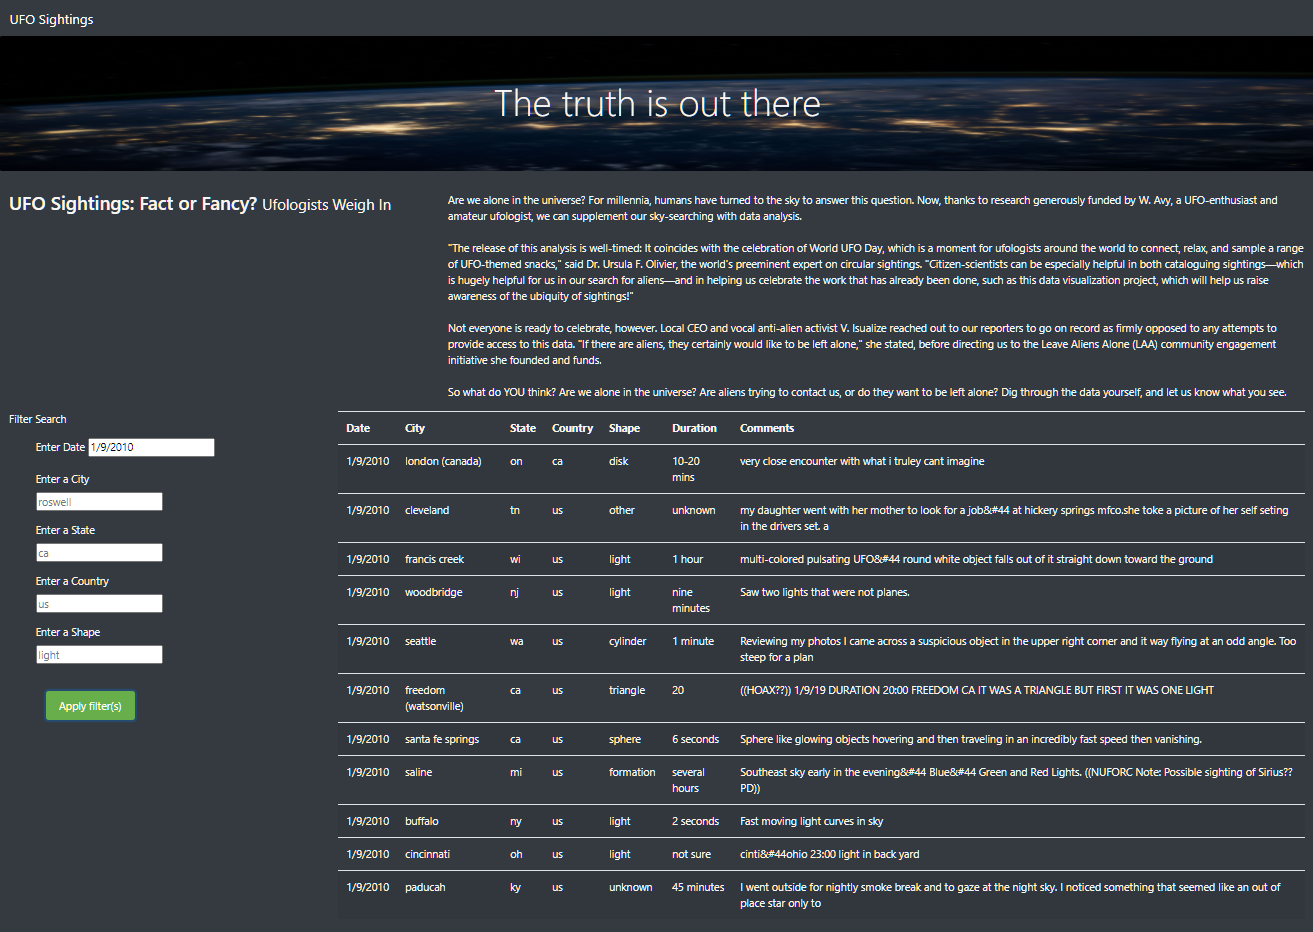 UFO Sightings
The truth is out there
UFO Sightings: Fact or Fancy? Ufologists Weigh In
Are we alone in the universe? For millennia, humans have turned to the sky to answer this question. Now, thanks to research generously funded by W. Avy, a UFO-enthusiast and
amateur ufologist, we can supplement our sky-searching with data analysis.
"The release of this analysis is well-timed: It coincides with the celebration of World UFO Day, which is a moment for ufologists around the world to connect, relax, and sample a range
of UFO-themed snacks," said Dr. Ursula F. Olivier, the world's preeminent expert on circular sightings. "Citizen-scientists can be especially helpful in both cataloguing sightings—which
is hugely helpful for us in our search for aliens—and in helping us celebrate the work that has already been done, such as this data visualization project, which will help us raise
awareness of the ubiquity of sightings!"
Not everyone is ready to celebrate, however. Local CEO and vocal anti-alien activist V. Isualize reached out to our reporters to go on record as firmly opposed to any attempts to
provide access to this data. "If there are aliens, they certainly would like to be left alone," she stated, before directing us to the Leave Aliens Alone (LAA) community engagement
initiative she founded and funds.
So what do YOU think? Are we alone in the universe? Are aliens trying to contact us, or do they want to be left alone? Dig through the data yourself, and let us know what you see.
Filter Search
Enter Date 1/9/2010
Enter a City
roswell
Enter a State
ca
Enter a Country
us
Enter a Shape
light
Apply filter(s)
Date City State Country Shape Duration Comments
1/9/2010 london (canada) on ca disk 10-20 very close encounter with what i truley cant imagine
mins
1/9/2010 cleveland tn us other unknown my daughter went with her mother to look for a job&#44 at hickery springs mfco.she toke a picture of her self seting
in the drivers set. a
1/9/2010 francis creek wi us light 1 hour multi-colored pulsating UFO&#44 round white object falls out of it straight down toward the ground
1/9/2010 woodbridge nj us light nine Saw two lights that were not planes.
minutes
1/9/2010 seattle wa us cylinder 1 minute Reviewing my photos I came across a suspicious object in the upper right corner and it way flying at an odd angle. Too
steep for a plan
1/9/2010 freedom ca us triangle 20 ((HOAX??)) 1/9/19 DURATION 20:00 FREEDOM CA IT WAS A TRIANGLE BUT FIRST IT WAS ONE LIGHT
(watsonville)
1/9/2010 santa fe springs ca us sphere 6 seconds Sphere like glowing objects hovering and then traveling in an incredibly fast speed then vanishing.
1/9/2010 saline mi us formation several Southeast sky early in the evening&#44 Blue&#44 Green and Red Lights. ((NUFORC Note: Possible sighting of Sirius??
hours PD))
1/9/2010 buffalo ny us light 2 seconds Fast moving light curves in sky
1/9/2010 cincinnati oh us light not sure cinti&#44ohio 23:00 light in back yard
1/9/2010 paducah ky us unknown 45 minutes I went outside for nightly smoke break and to gaze at the night sky. I noticed something that seemed like an out of
place star only to